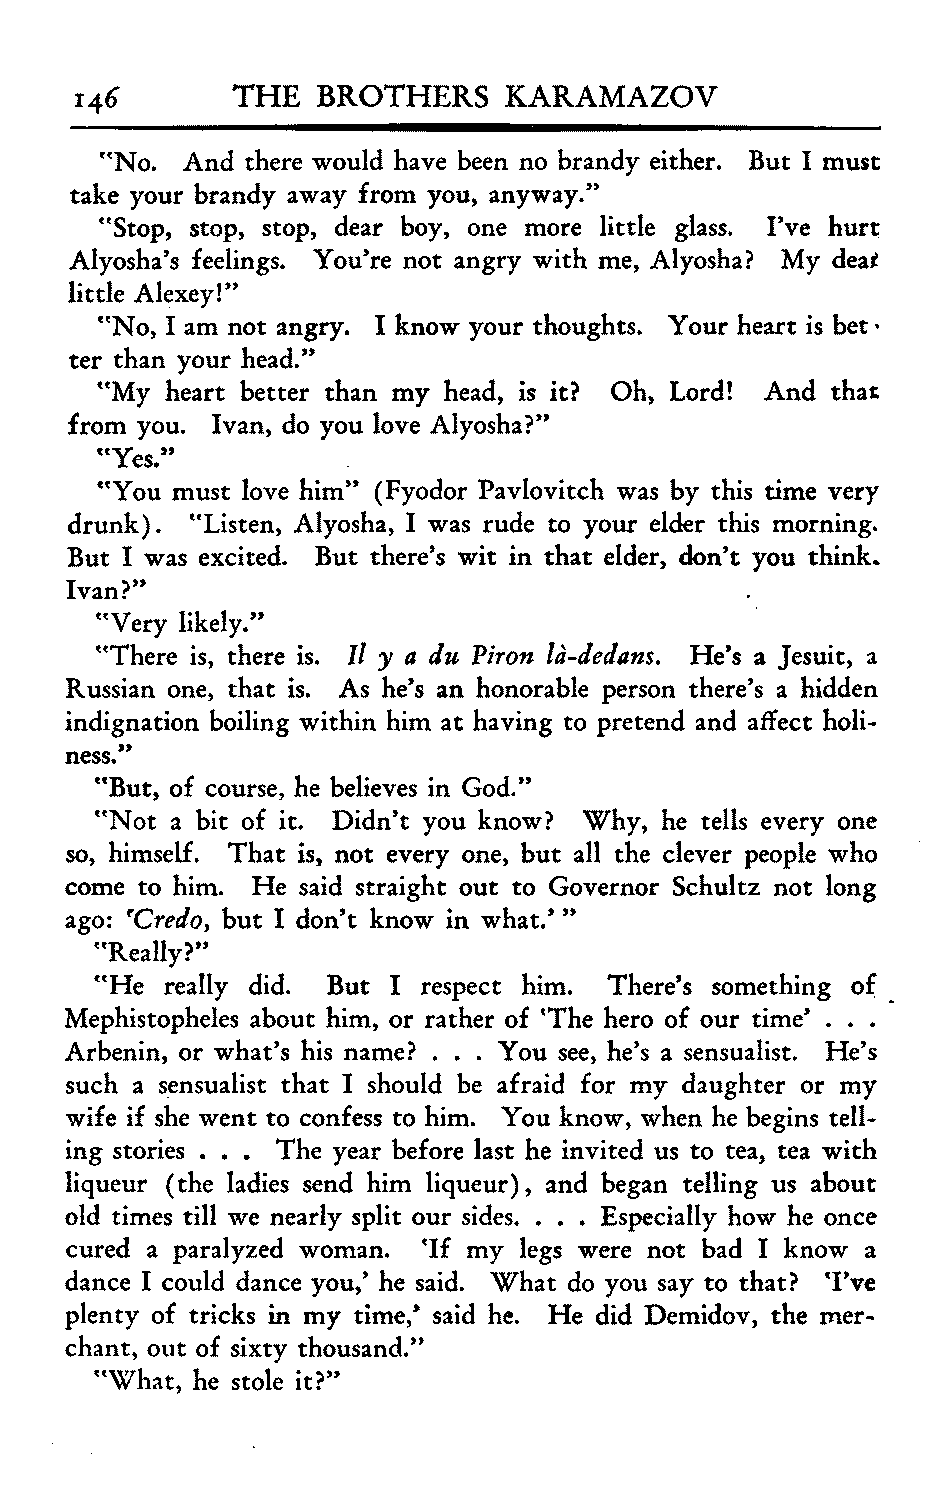 146 THE BROTHERS KARAMAZOV
"No. And there would have been no brandy either. But I must
take your brandy away from you, anyway."
"Stop, stop, stop, dear boy, one more little glass. I've hurt
Alyosha's feelings. You're not angry with me, Alyosha? My dear
little Alexey!"
"No, I am not angry. I know your thoughts. Your heart is bet-
ter than your head."
"My heart better than my head, is it? Oh, Lord! And that
from you. Ivan, do you love Alyosha?"
"Yes."
"You must love him" (Fyodor Pavlovitch was by this time very
drunk). "Listen, Alyosha, I was rude to your elder this morning.
But I was excited. But there's wit in that elder, don't you think.
Ivan?"
"Very likely."
"There is, there is. Il y a du Piron là-dedans. He's a Jesuit, a
Russian one, that is. As he's an honorable person there's a hidden
indignation boiling within him at having to pretend and affect holi-
ness."
"But, of course, he believes in God."
"Not a bit of it. Didn't you know? Why, he tells every one
so, himself. That is, not every one, but all the clever people who
come to him. He said straight out to Governor Schultz not long
ago: 'Credo, but I don't know in what.' "
"Really?"
"He really did. But I respect him. There's something of
Mephistopheles about him, or rather of 'The hero of our time' . . .
Arbenin, or what's his name? . . . You see, he's a sensualist. He's
such a sensualist that I should be afraid for my daughter or my
wife if she went to confess to him. You know, when he begins tell-
ing stories . . . The year before last he invited us to tea, tea with
liqueur (the ladies send him liqueur), and began telling us about
old times till we nearly split our sides. . . . Especially how he once
cured a paralyzed woman. 'If my legs were not bad I know a
dance I could dance you,' he said. What do you say to that? 'I've
plenty of tricks in my time,' said he. He did Demidov, the mer-
chant, out of sixty thousand."
"What, he stole it?"